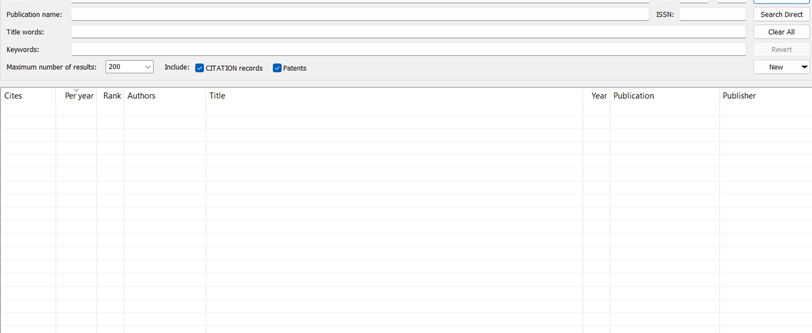 Publication name: ISSN: Search Direct
Title words: Clear All
Keywords: Revert
Maximum number of results: 200 Include: CITATION records Patents New
Cites Per year Rank Authors Title Year Publication Publisher